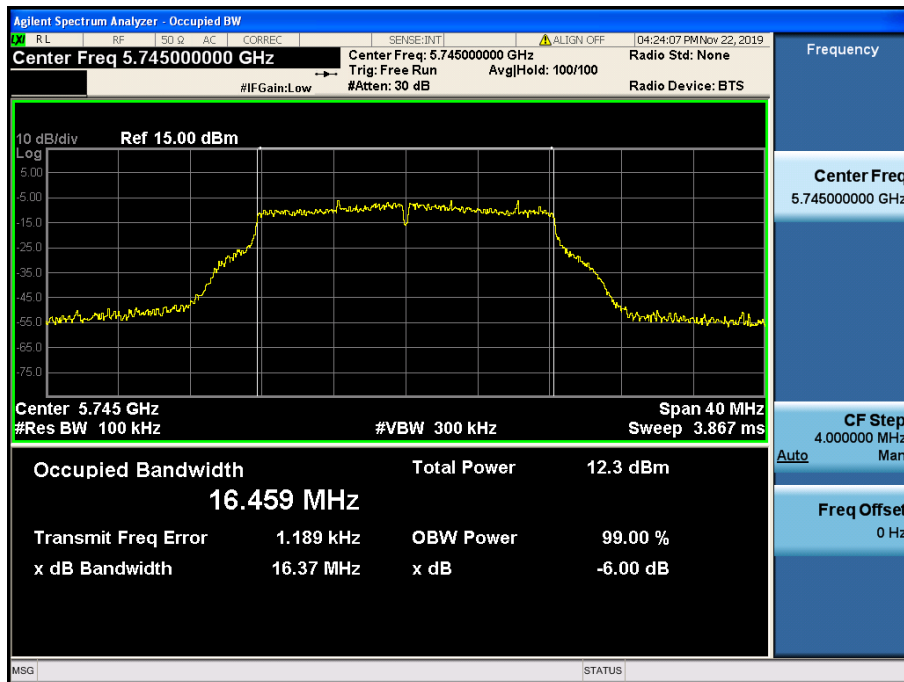 Agilent Spectrum Analyzer - Occupied BW
LXI RL RF 50 Ω AC CORREC SENSE:INT ALIGN OFF 04:24:07 PM Nov 22, 2019
Center Freq 5.745000000 GHz
Center Freq: 5.745000000 GHz
Radio Std: None
Trig: Free Run Avg|Hold: 100/100
#IFGain:Low
#Atten: 30 dB
Radio Device: BTS
10 dB/div Ref 15.00 dBm
Log
5.00
-5.00
-15.0
-25.0
-35.0
-45.0
-55.0
-65.0
-75.0
Center 5.745 GHz Span 40 MHz
#Res BW 100 kHz #VBW 300 kHz Sweep 3.867 ms
Occupied Bandwidth Total Power 12.3 dBm
16.459 MHz
Transmit Freq Error 1.189 kHz OBW Power 99.00 %
x dB Bandwidth 16.37 MHz x dB -6.00 dB
Frequency
Center Freq
5.745000000 GHz
CF Step
4.000000 MHz
Auto Man
Freq Offset
0 Hz
MSG STATUS